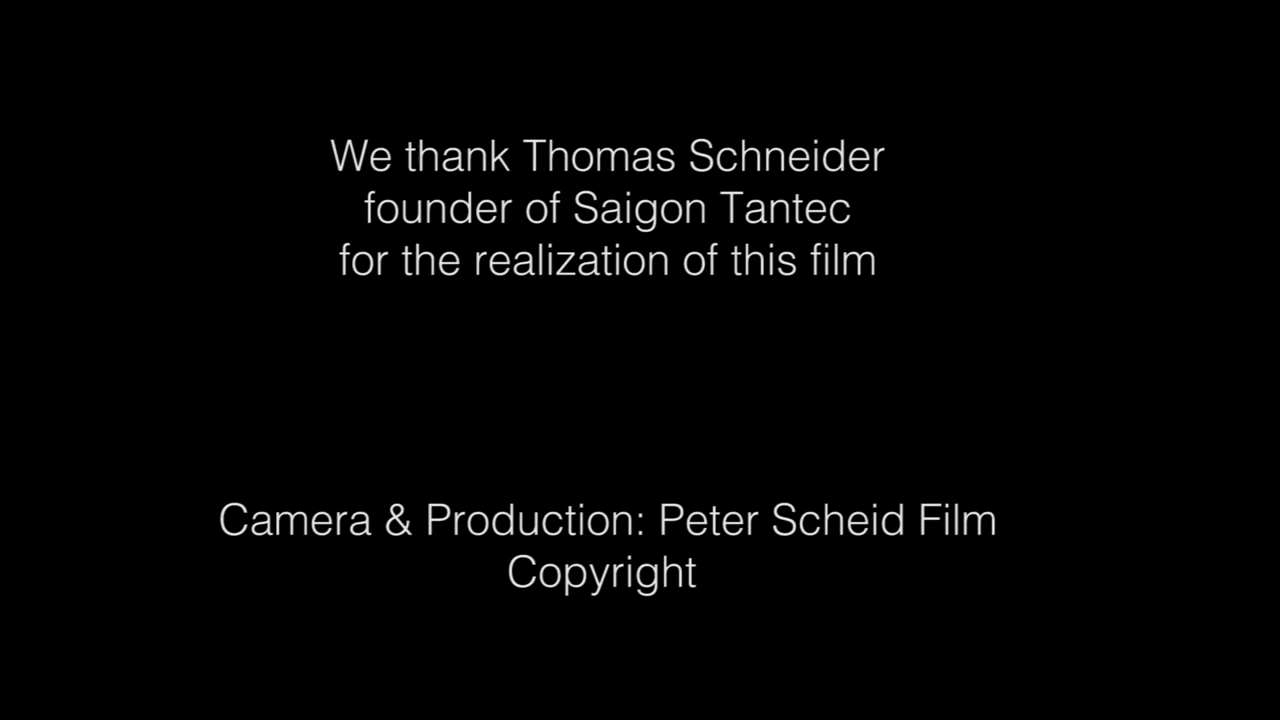 We thank Thomas Schneider
founder of Saigon Tantec
for the realization of this film
Camera & Production: Peter Scheid Film
Copyright